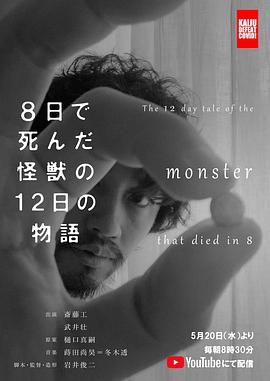 KAIJU
DEFEAT
COVID!
8日で
死んだ
怪獣の
12日の
物語
The 12 day tale of the
monster
that died in 8
出演 斎藤工
武井壮
原案 樋口真嗣
音楽 蒔田尚昊=冬木透
脚本・監督・造形 岩井俊二
5月20日(水)より
毎朝8時30分
YouTubeにて配信